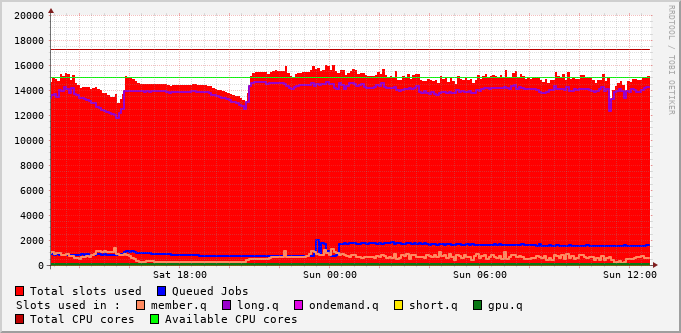 20000
18000
16000
14000
12000
10000
8000
6000
4000
2000
0
Sat 18:00 Sun 00:00 Sun 06:00 Sun 12:00
RRDTOOL / TOBI OETIKER
Total slots used Queued Jobs
Slots used in : member.q long.q ondemand.q short.q gpu.q
Total CPU cores Available CPU cores